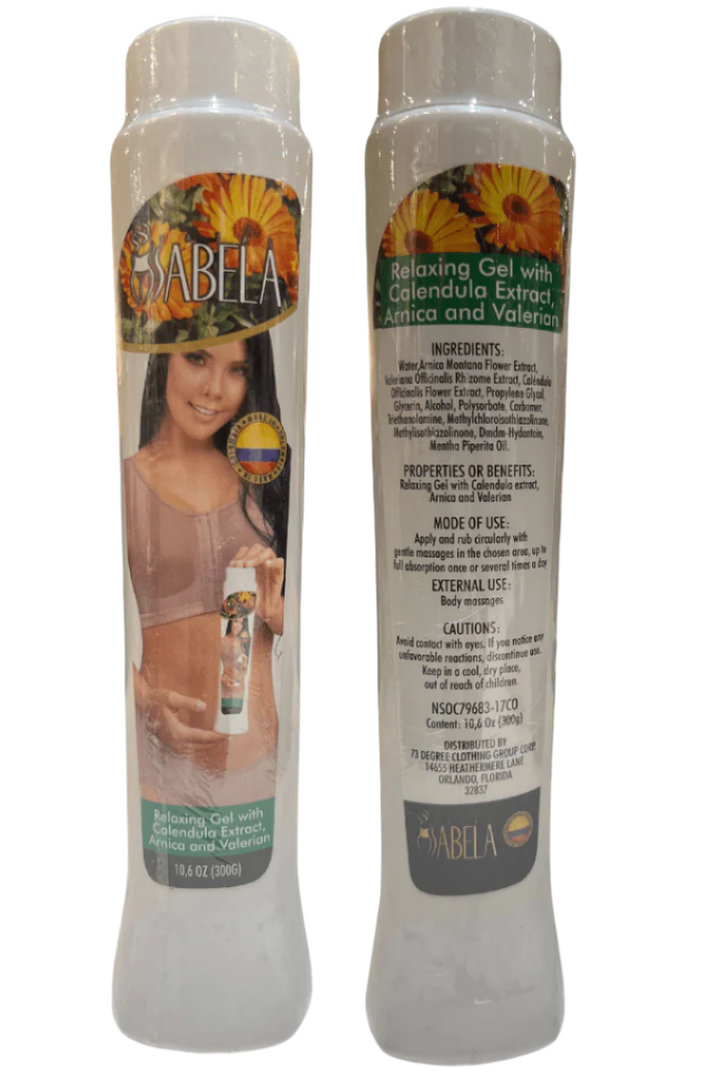 ISABELA
Relaxing Gel with
Calendula Extract,
Arnica and Valerian
10,6 OZ (300G)
Relaxing Gel with
Calendula Extract,
Arnica and Valerian
INGREDIENTS:
Water,Arnica Montana Flower Extract,
Valeriana Officinalis Rhizome Extract, Caléndula
Officinalis Flower Extract, Propylene Glycol,
Glycerin, Alcohol, Polysorbate, Carbomer,
Triethanolamine, Methylchloroisothiazolinone,
Methylisothiazolinone, Dmdm-Hydantoin,
Mentha Piperita Oil.
PROPERTIES OR BENEFITS:
Relaxing Gel with Calendula extract,
Arnica and Valerian
MODE OF USE:
Apply and rub circularly with
gentle massages in the chosen area, up to
full absorption once or several times a day
EXTERNAL USE:
Body massages
CAUTIONS:
Avoid contact with eyes. If you notice any
unfavorable reactions, discontinue use.
Keep in a cool, dry place,
out of reach of children.
NSOC79683-17CO
Content: 10,6 Oz (300g)
DISTRIBUTED BY
73 DEGREE CLOTHING GROUP CORP
14655 HEATHERMERE LANE
ORLANDO, FLORIDA
32837
ISABELA